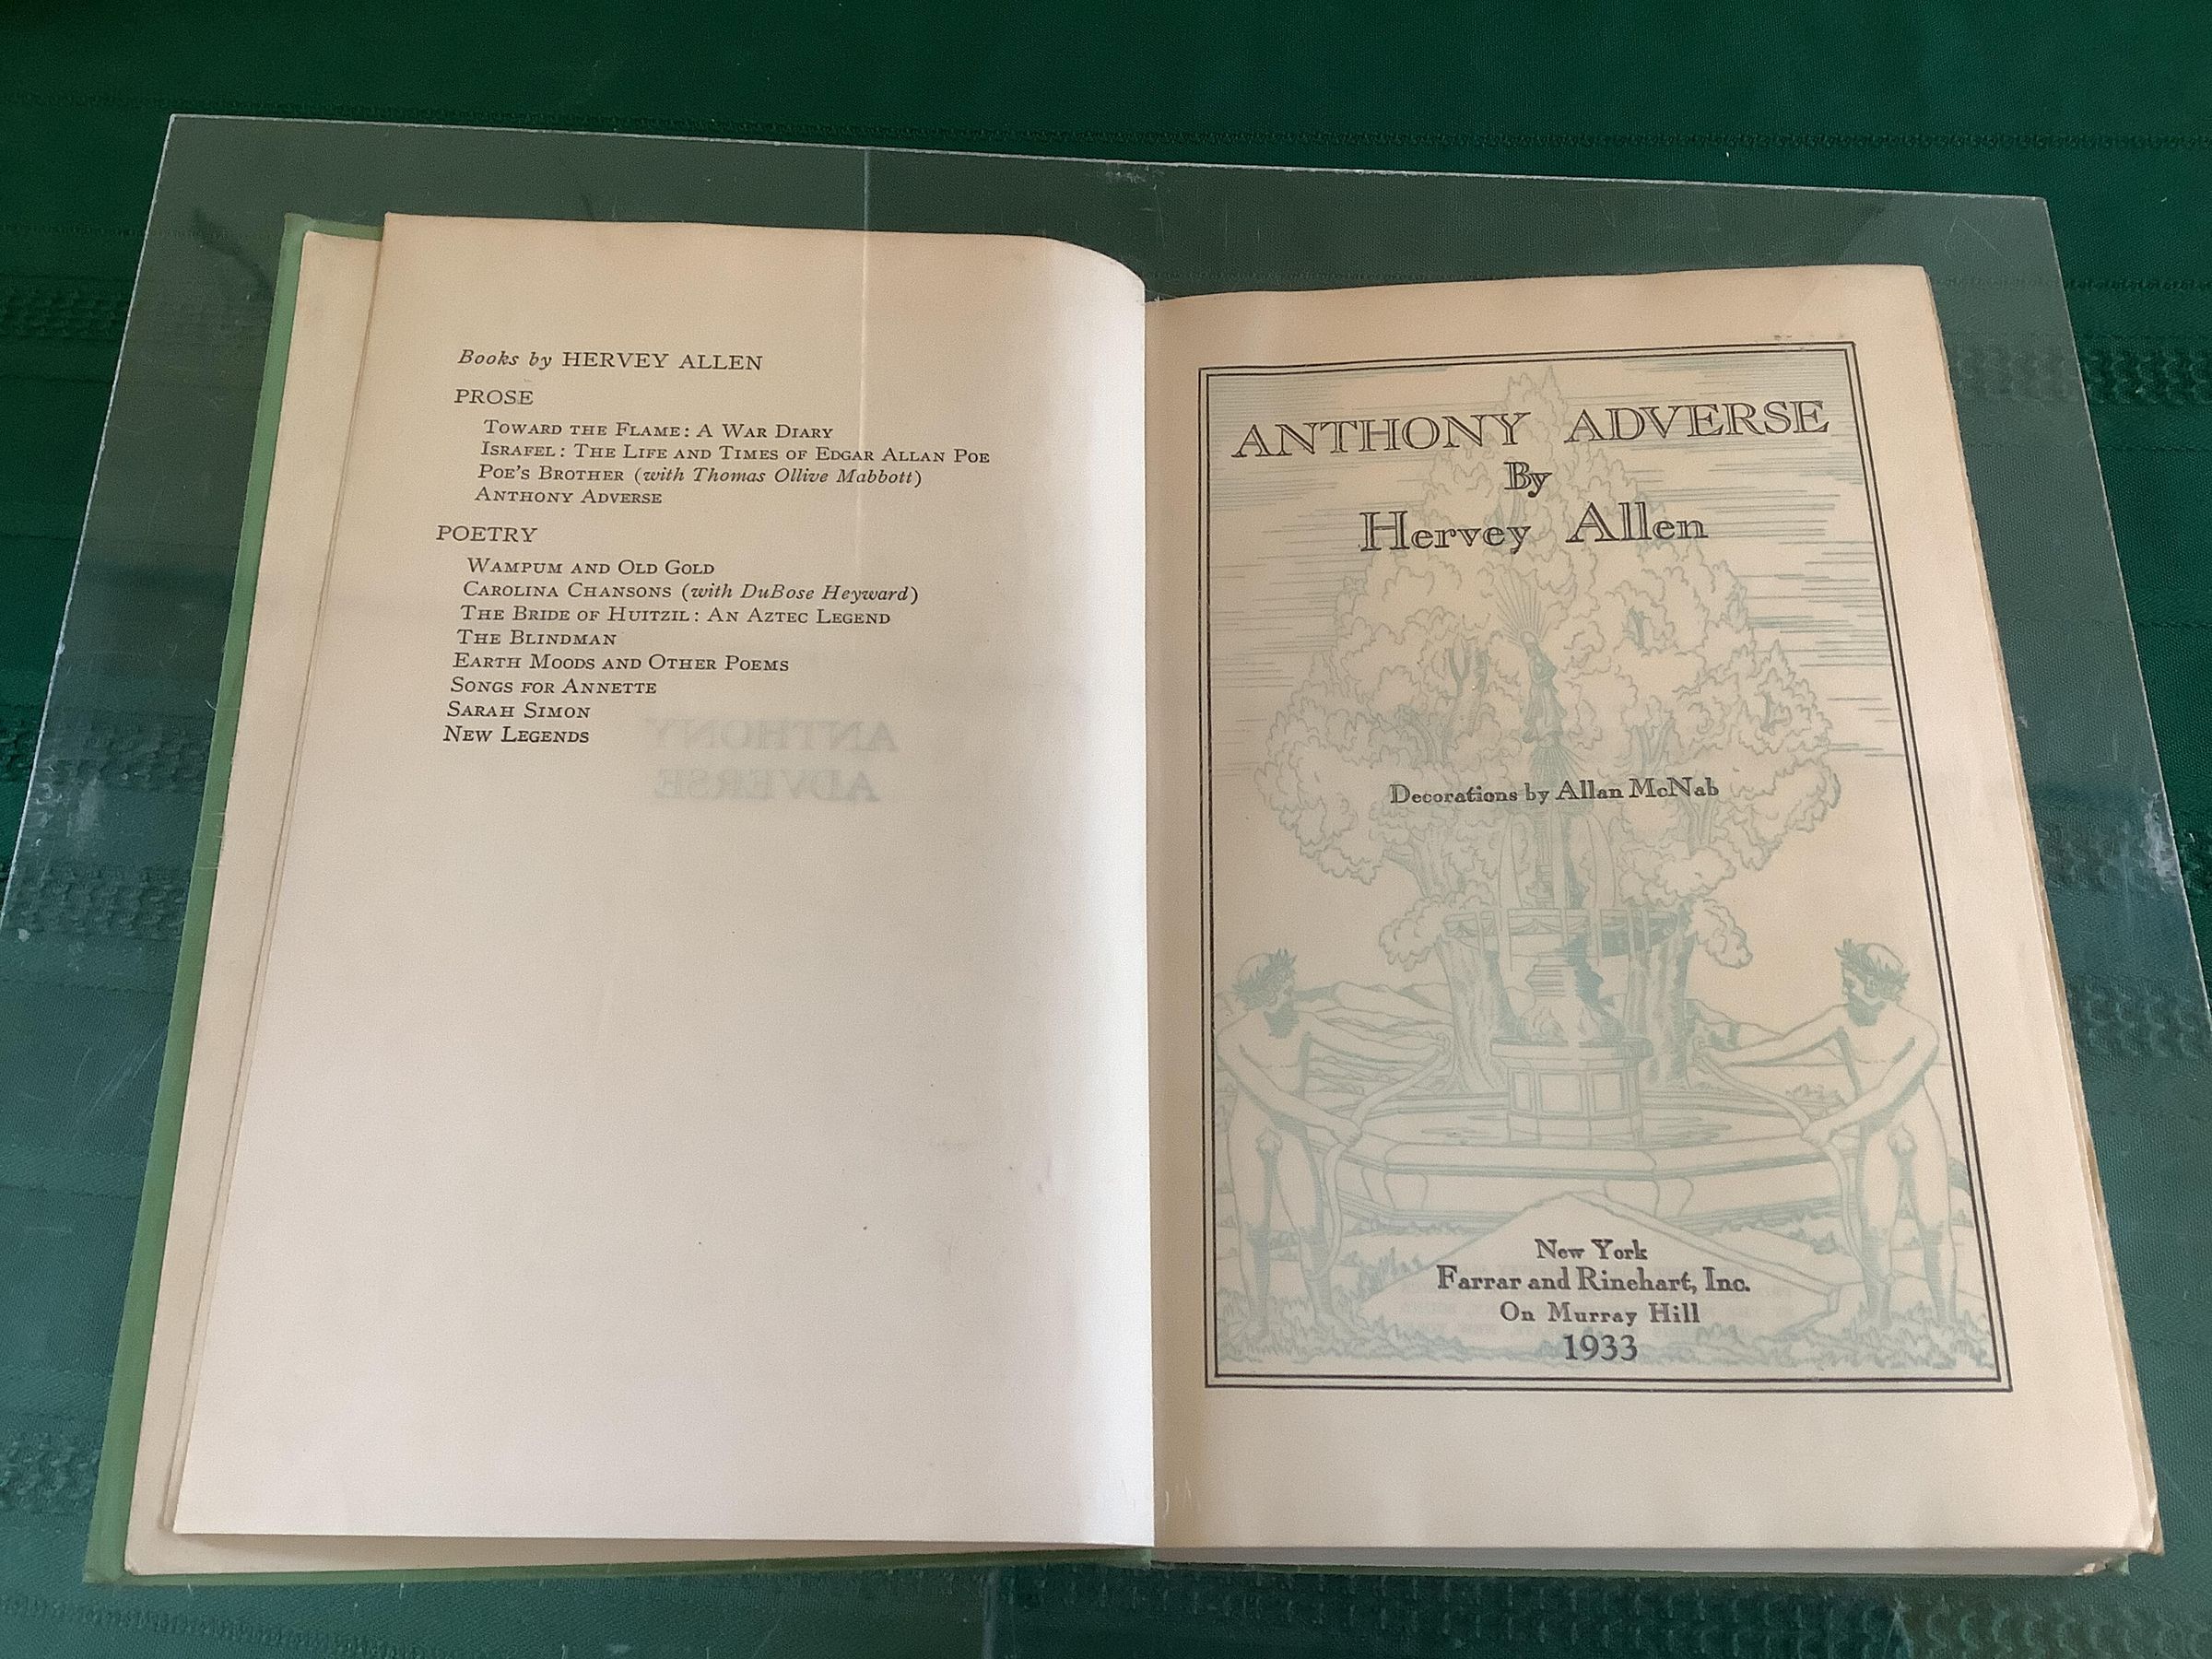 Books by HERVEY ALLEN
PROSE
TOWARD THE FLAME: A WAR DIARY
ISRAFEL: THE LIFE AND TIMES OF EDGAR ALLAN POE
POE'S BROTHER (with Thomas Ollive Mabbott)
ANTHONY ADVERSE
POETRY
WAMPUM AND OLD GOLD
CAROLINA CHANSONS (with DuBose Heyward)
THE BRIDE OF HUITZIL: AN AZTEC LEGEND
THE BLINDMAN
EARTH MOODS AND OTHER POEMS
SONGS FOR ANNETTE
SARAH SIMON
NEW LEGENDS
ANTHONY
ADVERSE
ANTHONY ADVERSE
By
Hervey Allen
Decorations by Allan McNab
New York
Farrar and Rinehart, Inc.
On Murray Hill
1933